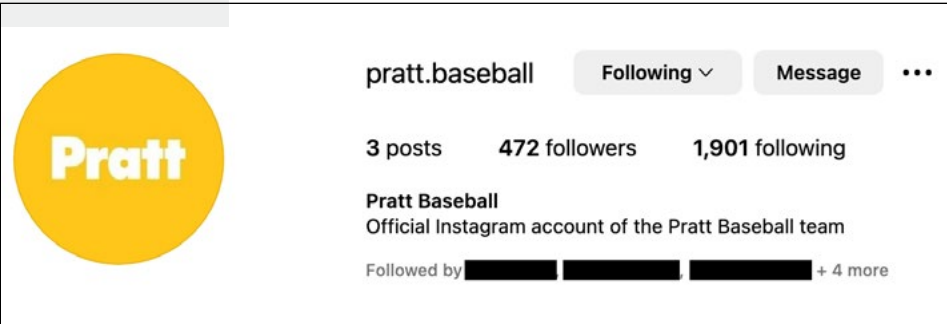 Pratt
pratt.baseball Following Message
3 posts 472 followers 1,901 following
Pratt Baseball
Official Instagram account of the Pratt Baseball team
Followed by , , + 4 more